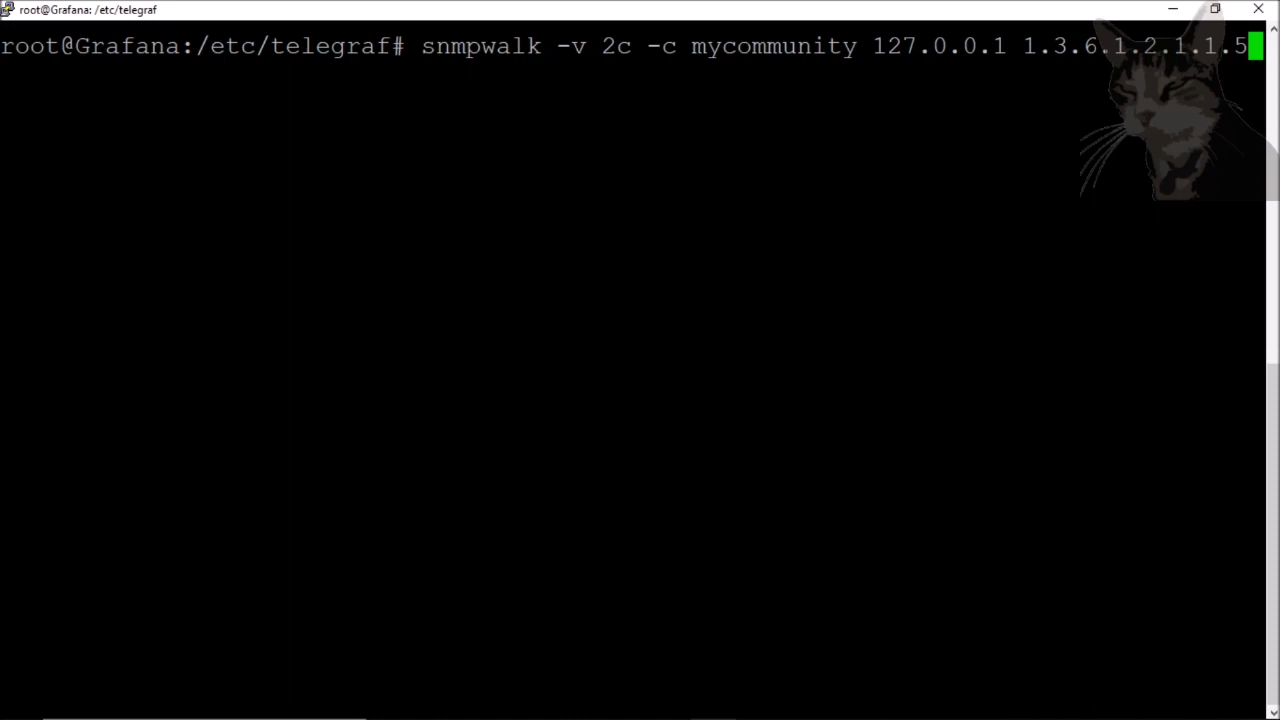 root@Grafana: /etc/telegraf
root@Grafana:/etc/telegraf# snmpwalk -v 2c -c mycommunity 127.0.0.1 1.3.6.1.2.1.1.5